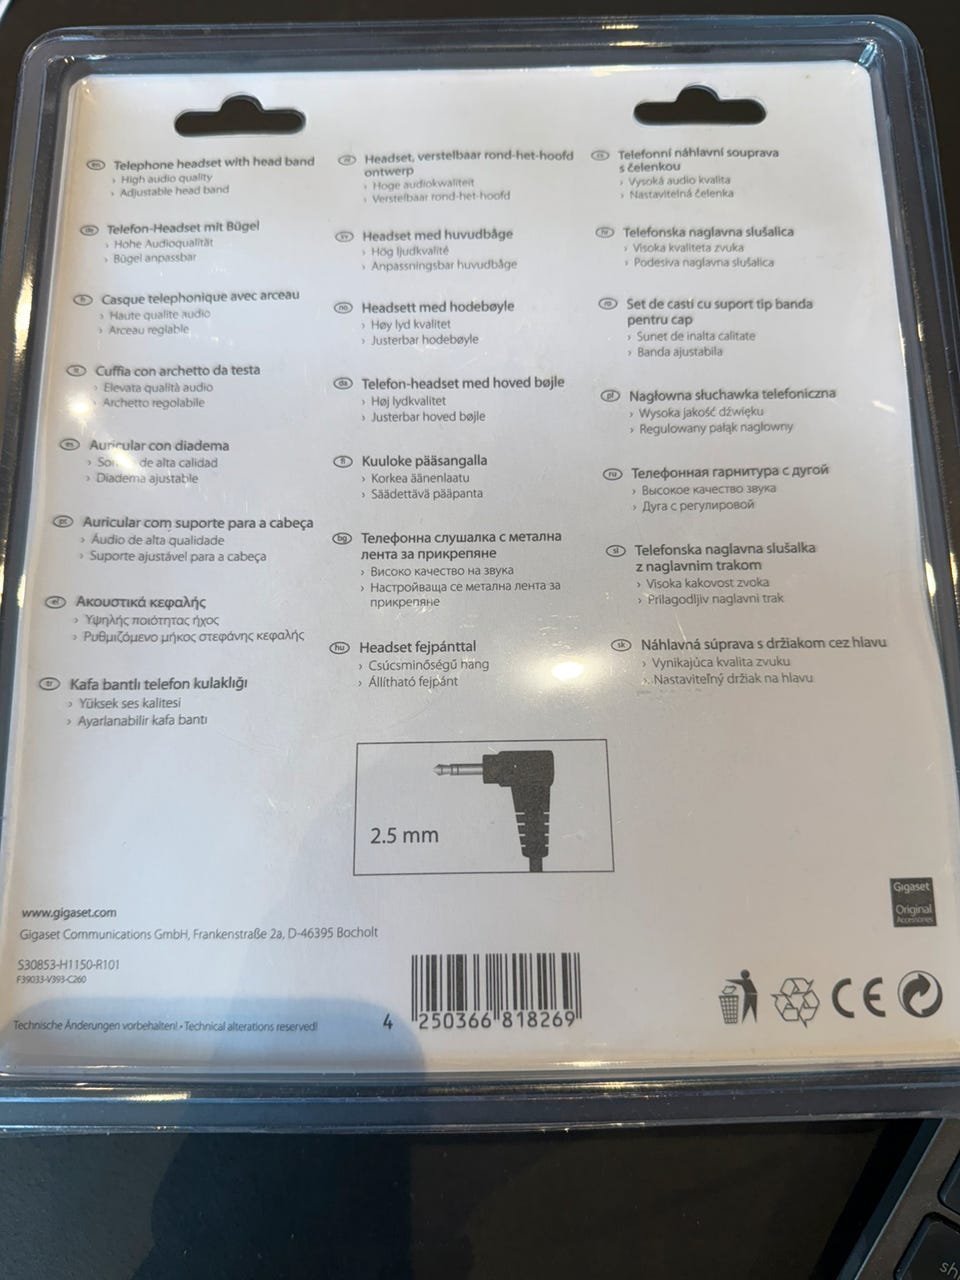 en Telephone headset with head band
› High audio quality
› Adjustable head band
de Telefon-Headset mit Bügel
› Hohe Audioqualität
› Bügel anpassbar
fr Casque telephonique avec arceau
› Haute qualite audio
› Arceau reglable
it Cuffia con archetto da testa
› Elevata qualità audio
› Archetto regolabile
es Auricular con diadema
› de alta calidad
› Diadema ajustable
pt Auricular com suporte para a cabeça
› Áudio de alta qualidade
› Suporte ajustável para a cabeça
el Ακουστικά κεφαλής
› Υψηλής ποιότητας ήχος
› Ρυθμιζόμενο μήκος στεφάνης κεφαλής
tr Kafa bantlı telefon kulaklığı
› Yüksek ses kalitesi
› Ayarlanabilir kafa bantı
Headset, verstelbaar rond-het-hoofd
ontwerp
› Hoge audiokwaliteit
› Verstelbaar rond-het-hoofd
sv Headset med huvudbåge
› Hög ljudkvalité
› Anpassningsbar huvudbåge
no Headsett med hodebøyle
› Høy lyd kvalitet
› Justerbar hodebøyle
da Telefon-headset med hoved bøjle
› Høj lydkvalitet
› Justerbar hoved bøjle
fi Kuuloke pääsangalla
› Korkea äänenlaatu
› Säädettävä pääpanta
bg Телефонна слушалка с метална
лента за прикрепяне
› Високо качество на звука
› Настройваща се метална лента за
прикрепяне
hu Headset fejpánttal
› Csúcsminőségű hang
› Állítható fejpánt
cs Telefonní náhlavní souprava
s čelenkou
› Vysoká audio kvalita
› Nastavitelná čelenka
hr Telefonska naglavna slušalica
› Visoka kvaliteta zvuka
› Podesiva naglavna slušalica
ro Set de casti cu suport tip banda
pentru cap
› Sunet de inalta calitate
› Banda ajustabila
pl Nagłowna słuchawka telefoniczna
› Wysoka jakość dźwięku
› Regulowany pałąk nagłowny
ru Телефонная гарнитура с дугой
› Высокое качество звука
› Дуга с регулировой
sl Telefonska naglavna slušalka
z naglavnim trakom
› Visoka kakovost zvoka
› Prilagodljiv naglavni trak
sk Náhlavná súprava s držiakom cez hlavu
› Vynikajúca kvalita zvuku
› Nastaviteľný držiak na hlavu
2.5 mm
www.gigaset.com
Gigaset Communications GmbH, Frankenstraße 2a, D-46395 Bocholt
S30853-H1150-R101
F39033-V393-C260
Technische Änderungen vorbehalten! • Technical alterations reserved!
4 250366 818269
Gigaset
Original
Accessories
CE
sh